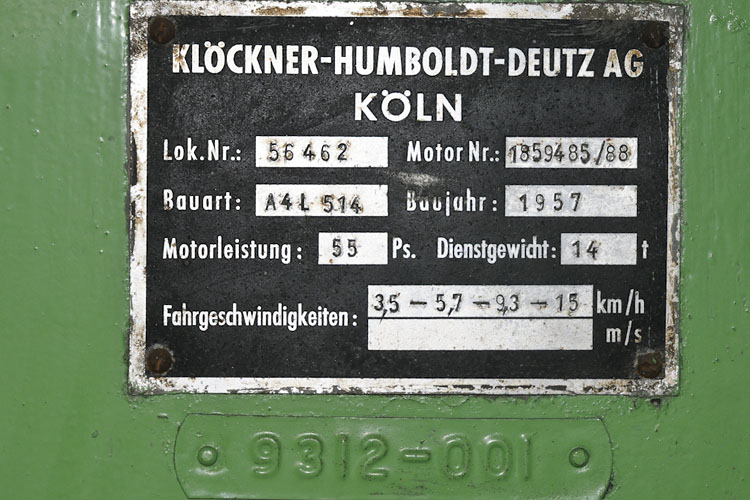 KLÖCKNER-HUMBOLDT-DEUTZ AG
KÖLN
Lok.Nr.: 56462 Motor Nr.: 1859485/88
Bauart: A4L 514 Baujahr: 1957
Motorleistung: 55 Ps. Dienstgewicht: 14 t
Fahrgeschwindigkeiten: 3,5 – 5,7 – 9,3 – 15 km/h
m/s
9312-001